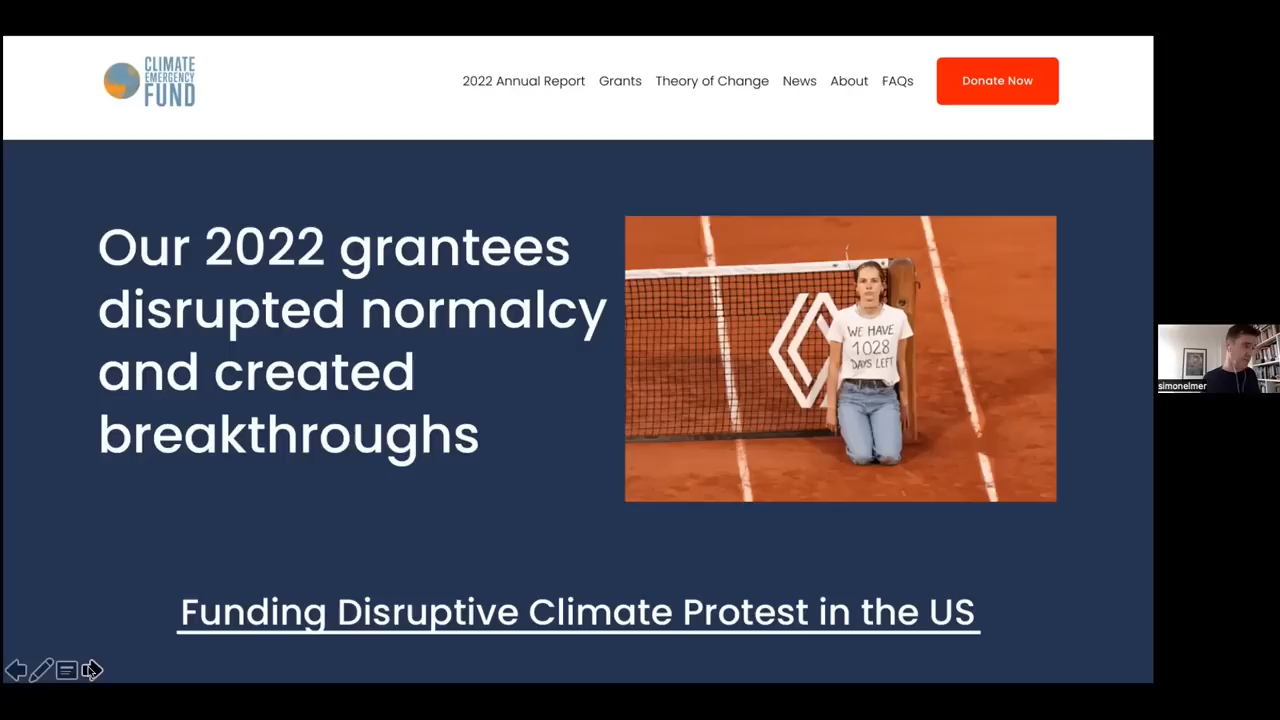 CLIMATE
EMERGENCY
FUND
2022 Annual Report Grants Theory of Change News About FAQs Donate Now
Our 2022 grantees
disrupted normalcy
and created
breakthroughs
WE HAVE
1028
DAYS LEFT
simonelmer
Funding Disruptive Climate Protest in the US